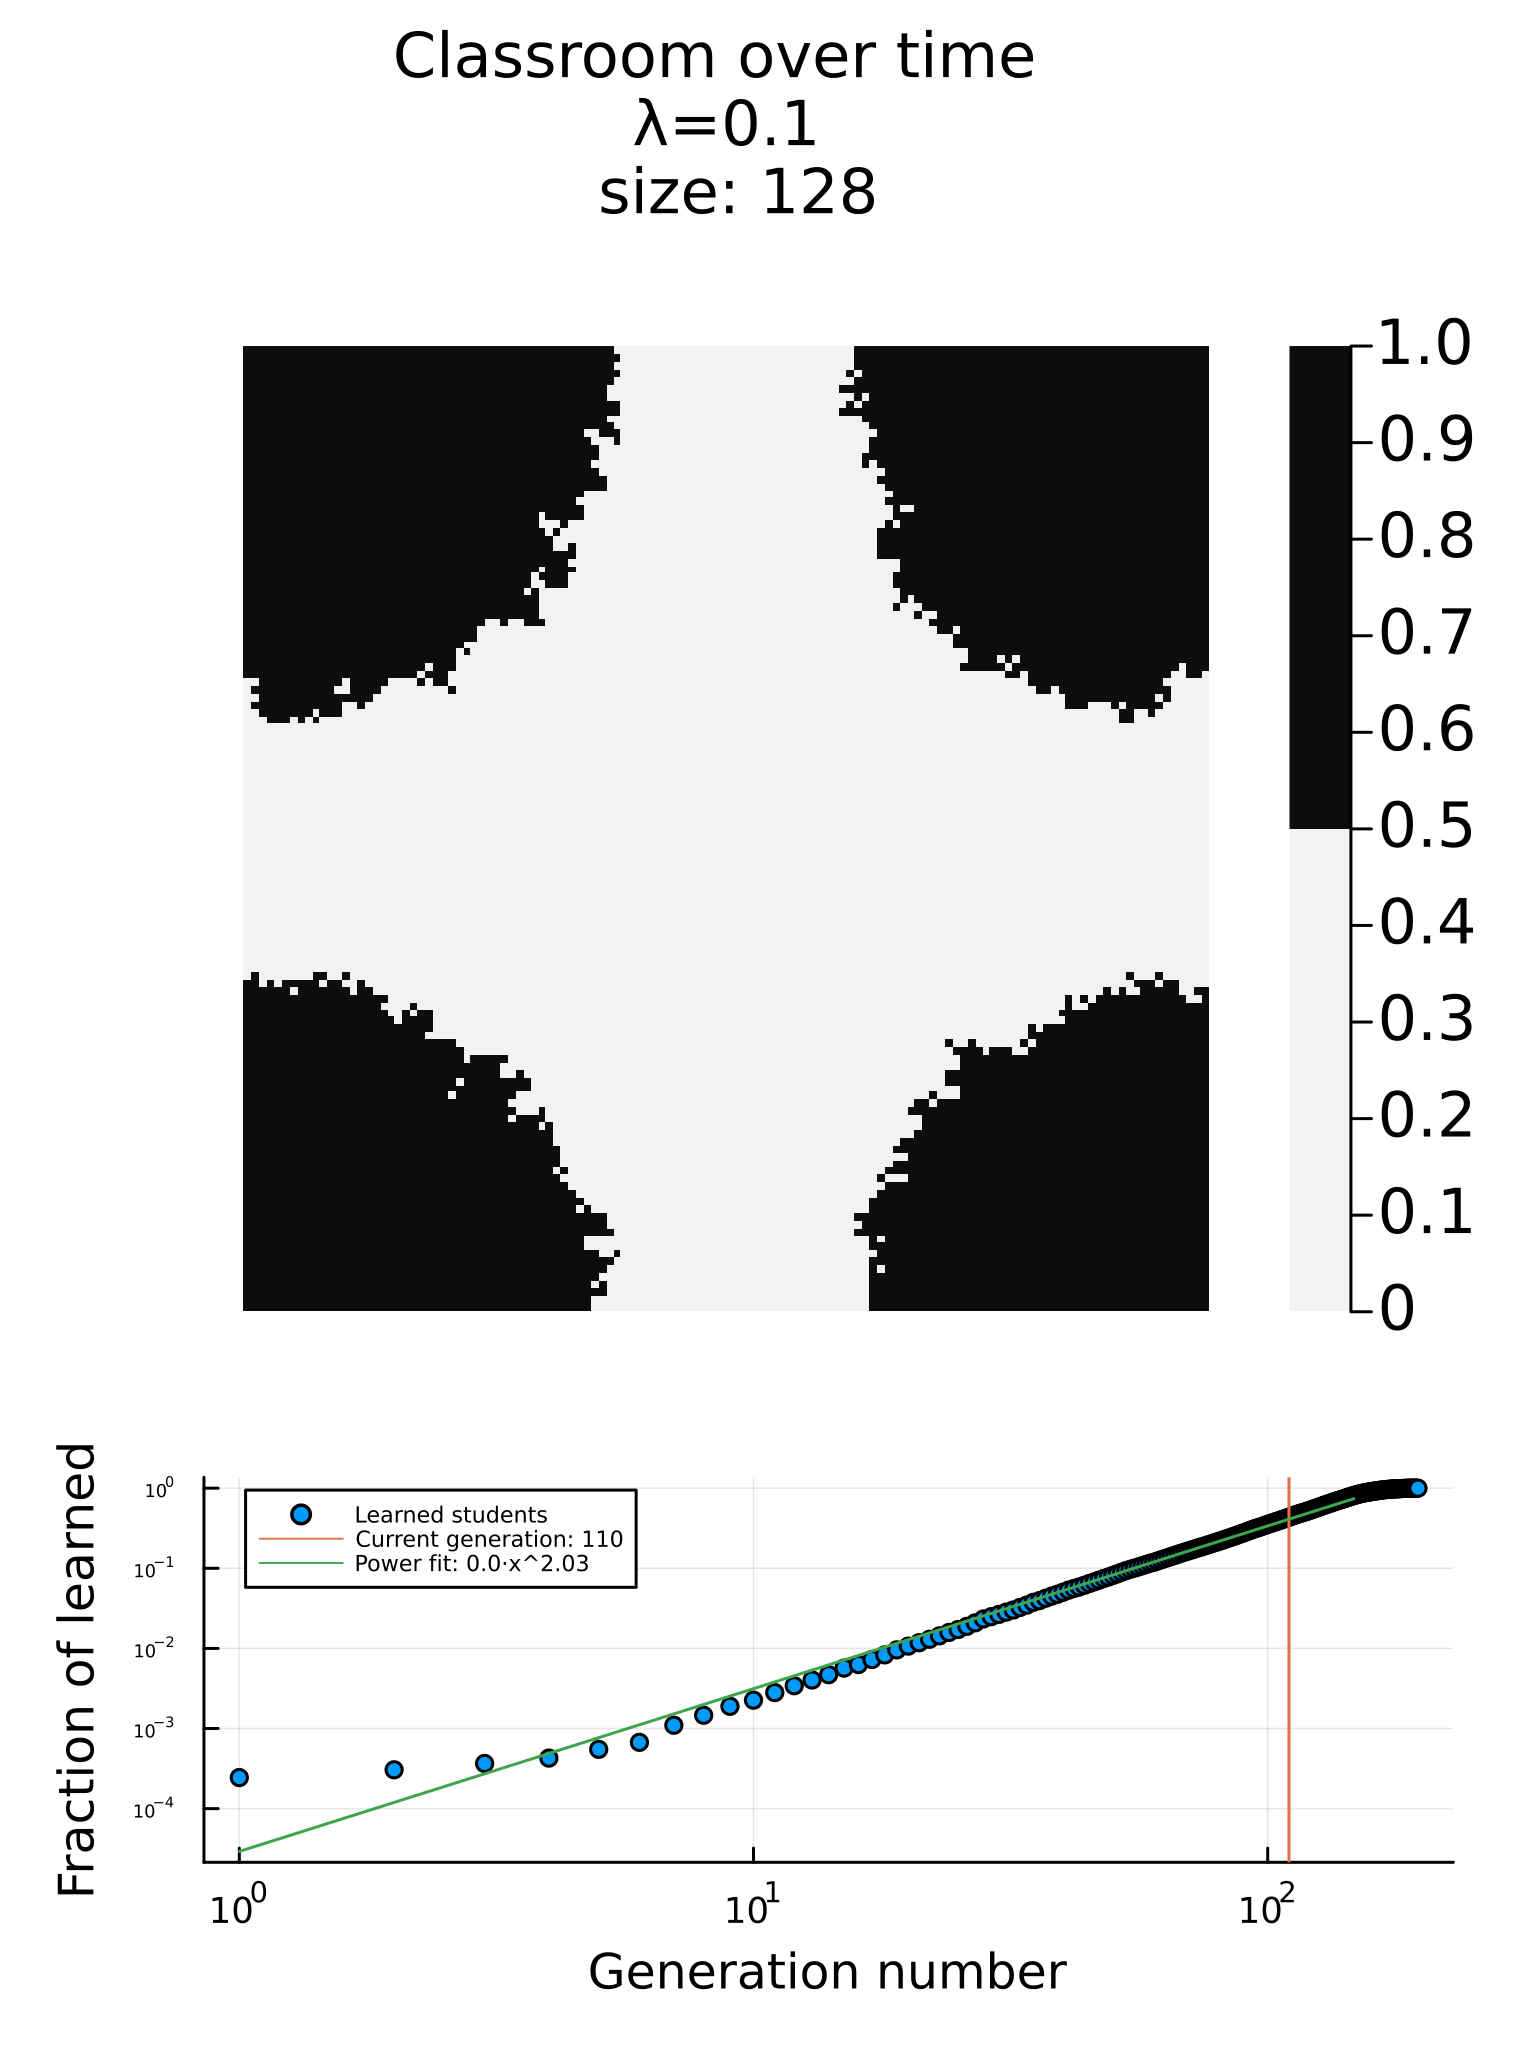 Classroom over time
λ=0.1
size: 128
1.0
0.9
0.8
0.7
0.6
0.5
0.4
0.3
0.2
0.1
0
Fraction of learned
10^0
10^-1
10^-2
10^-3
10^-4
Learned students
Current generation: 110
Power fit: 0.0·x^2.03
10^0 10^1 10^2
Generation number